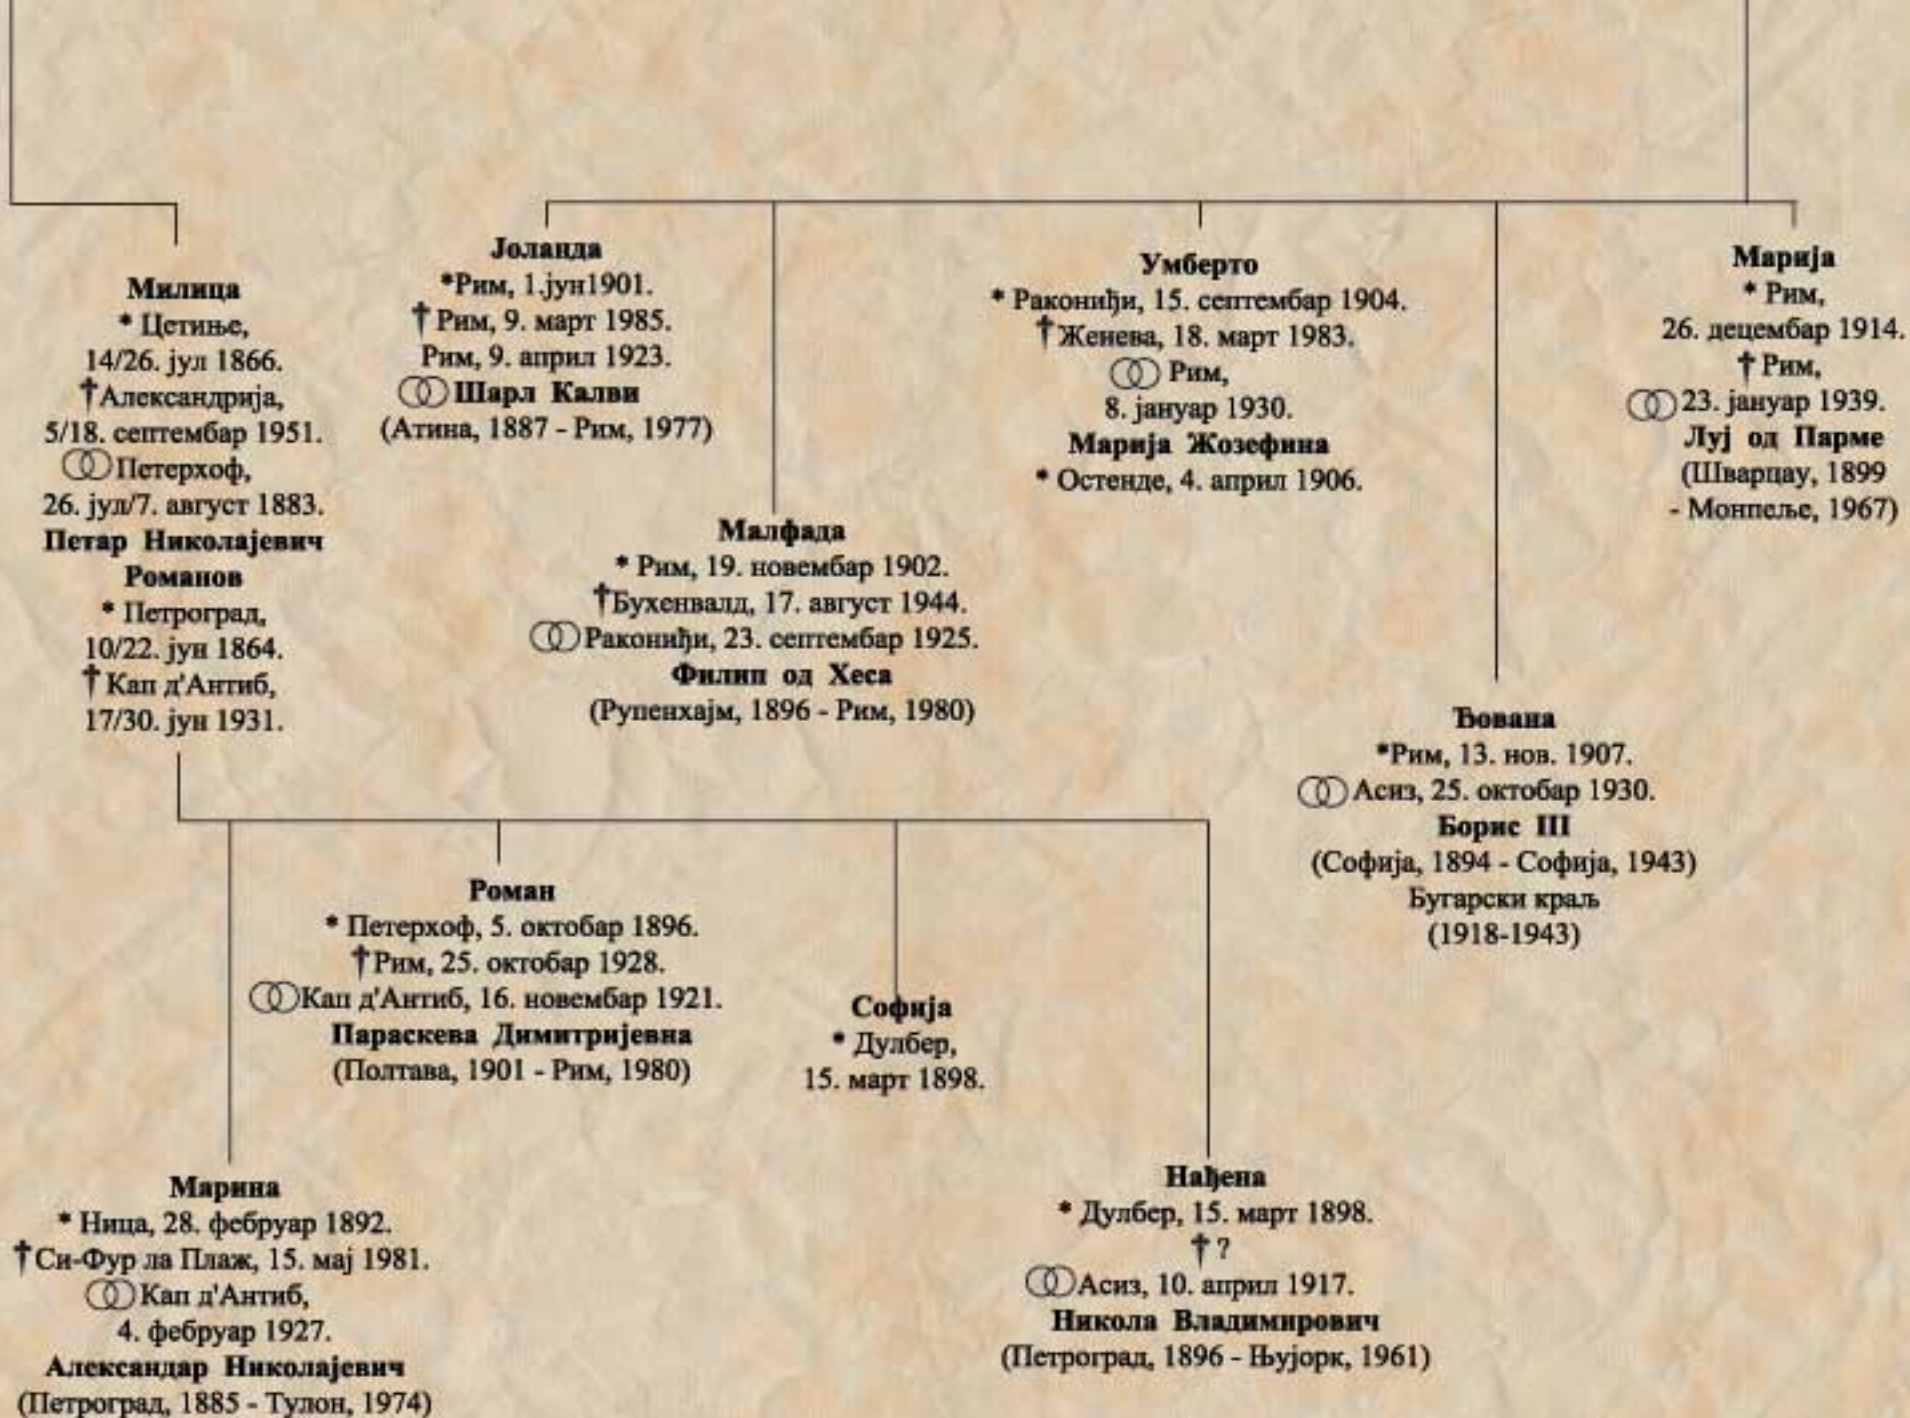 Милица
* Цетиње,
14/26. јул 1866.
†Александрија,
5/18. септембар 1951.
Петерхоф,
26. јул/7. август 1883.
Петар Николајевич
Романов
* Петроград,
10/22. јун 1864.
† Кап д'Антиб,
17/30. јун 1931.
Јоланда
*Рим, 1.јун1901.
† Рим, 9. март 1985.
Рим, 9. април 1923.
Шарл Калви
(Атина, 1887 - Рим, 1977)
Малфада
* Рим, 19. новембар 1902.
†Бухенвалд, 17. август 1944.
Ракониђи, 23. септембар 1925.
Филип од Хеса
(Рупенхајм, 1896 - Рим, 1980)
Умберто
* Ракониђи, 15. септембар 1904.
†Женева, 18. март 1983.
Рим,
8. јануар 1930.
Марија Жозефина
* Остенде, 4. април 1906.
Ђована
*Рим, 13. нов. 1907.
Асиз, 25. октобар 1930.
Борис III
(Софија, 1894 - Софија, 1943)
Бугарски краљ
(1918-1943)
Марија
* Рим,
26. децембар 1914.
† Рим,
23. јануар 1939.
Луј од Парме
(Шварцау, 1899
- Монпеље, 1967)
Марина
* Ница, 28. фебруар 1892.
†Си-Фур ла Плаж, 15. мај 1981.
Кап д'Антиб,
4. фебруар 1927.
Александар Николајевич
(Петроград, 1885 - Тулон, 1974)
Роман
* Петерхоф, 5. октобар 1896.
†Рим, 25. октобар 1928.
Кап д'Антиб, 16. новембар 1921.
Параскева Димитријевна
(Полтава, 1901 - Рим, 1980)
Софија
* Дулбер,
15. март 1898.
Нађена
* Дулбер, 15. март 1898.
† ?
Асиз, 10. април 1917.
Никола Владимирович
(Петроград, 1896 - Њујорк, 1961)